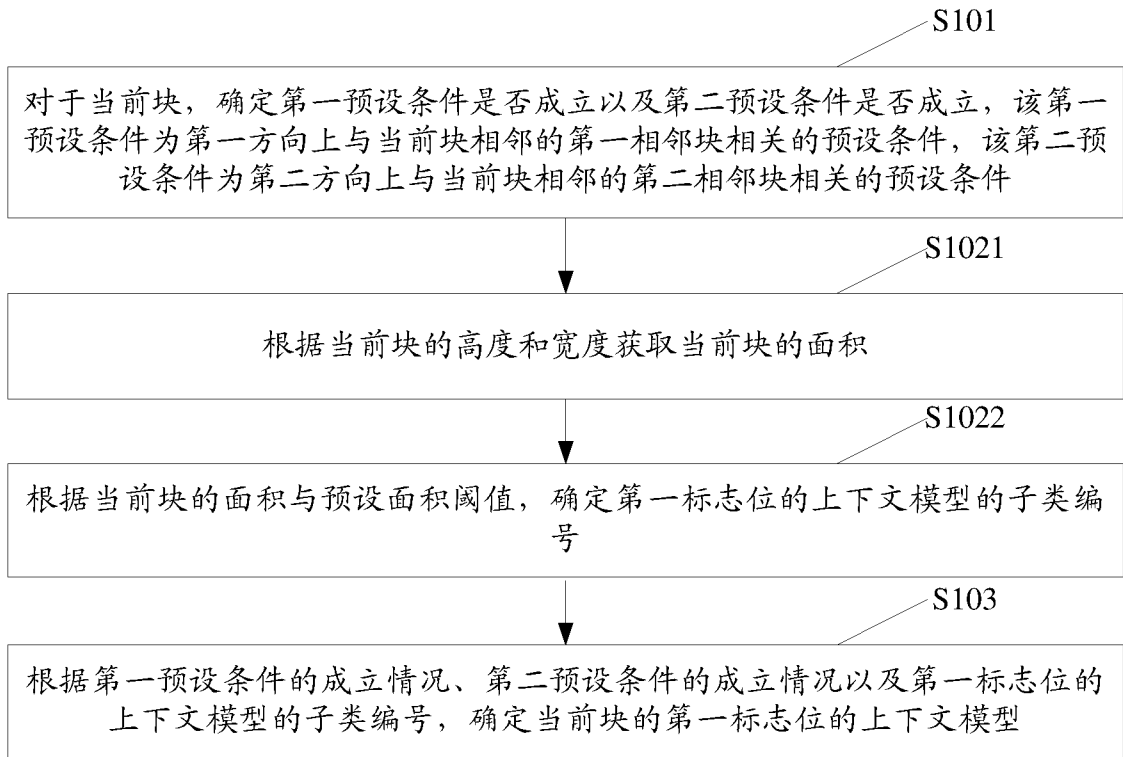 S101
对于当前块，确定第一预设条件是否成立以及第二预设条件是否成立，该第一
预设条件为第一方向上与当前块相邻的第一相邻块相关的预设条件，该第二预
设条件为第二方向上与当前块相邻的第二相邻块相关的预设条件
S1021
根据当前块的高度和宽度获取当前块的面积
S1022
根据当前块的面积与预设面积阈值，确定第一标志位的上下文模型的子类编
号
S103
根据第一预设条件的成立情况、第二预设条件的成立情况以及第一标志位的
上下文模型的子类编号，确定当前块的第一标志位的上下文模型